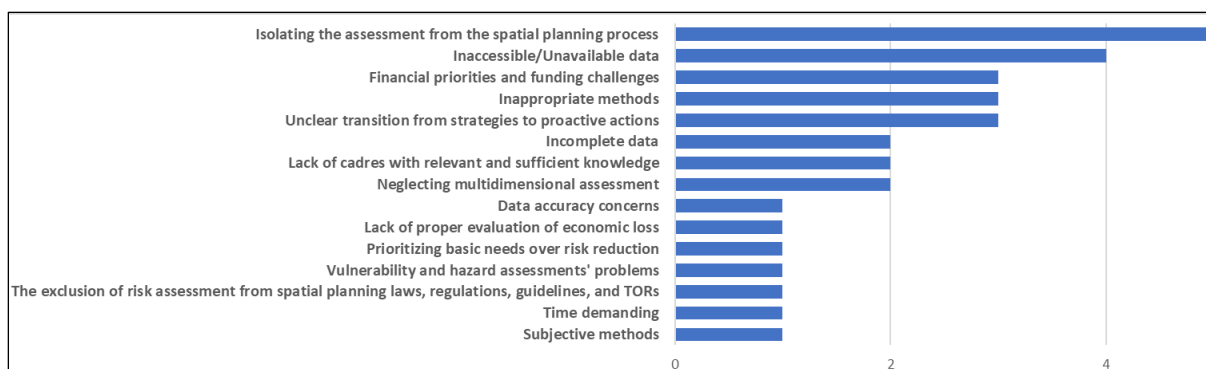 Isolating the assessment from the spatial planning process
Inaccessible/Unavailable data
Financial priorities and funding challenges
Inappropriate methods
Unclear transition from strategies to proactive actions
Incomplete data
Lack of cadres with relevant and sufficient knowledge
Neglecting multidimensional assessment
Data accuracy concerns
Lack of proper evaluation of economic loss
Prioritizing basic needs over risk reduction
Vulnerability and hazard assessments' problems
The exclusion of risk assessment from spatial planning laws, regulations, guidelines, and TORs
Time demanding
Subjective methods
0 2 4